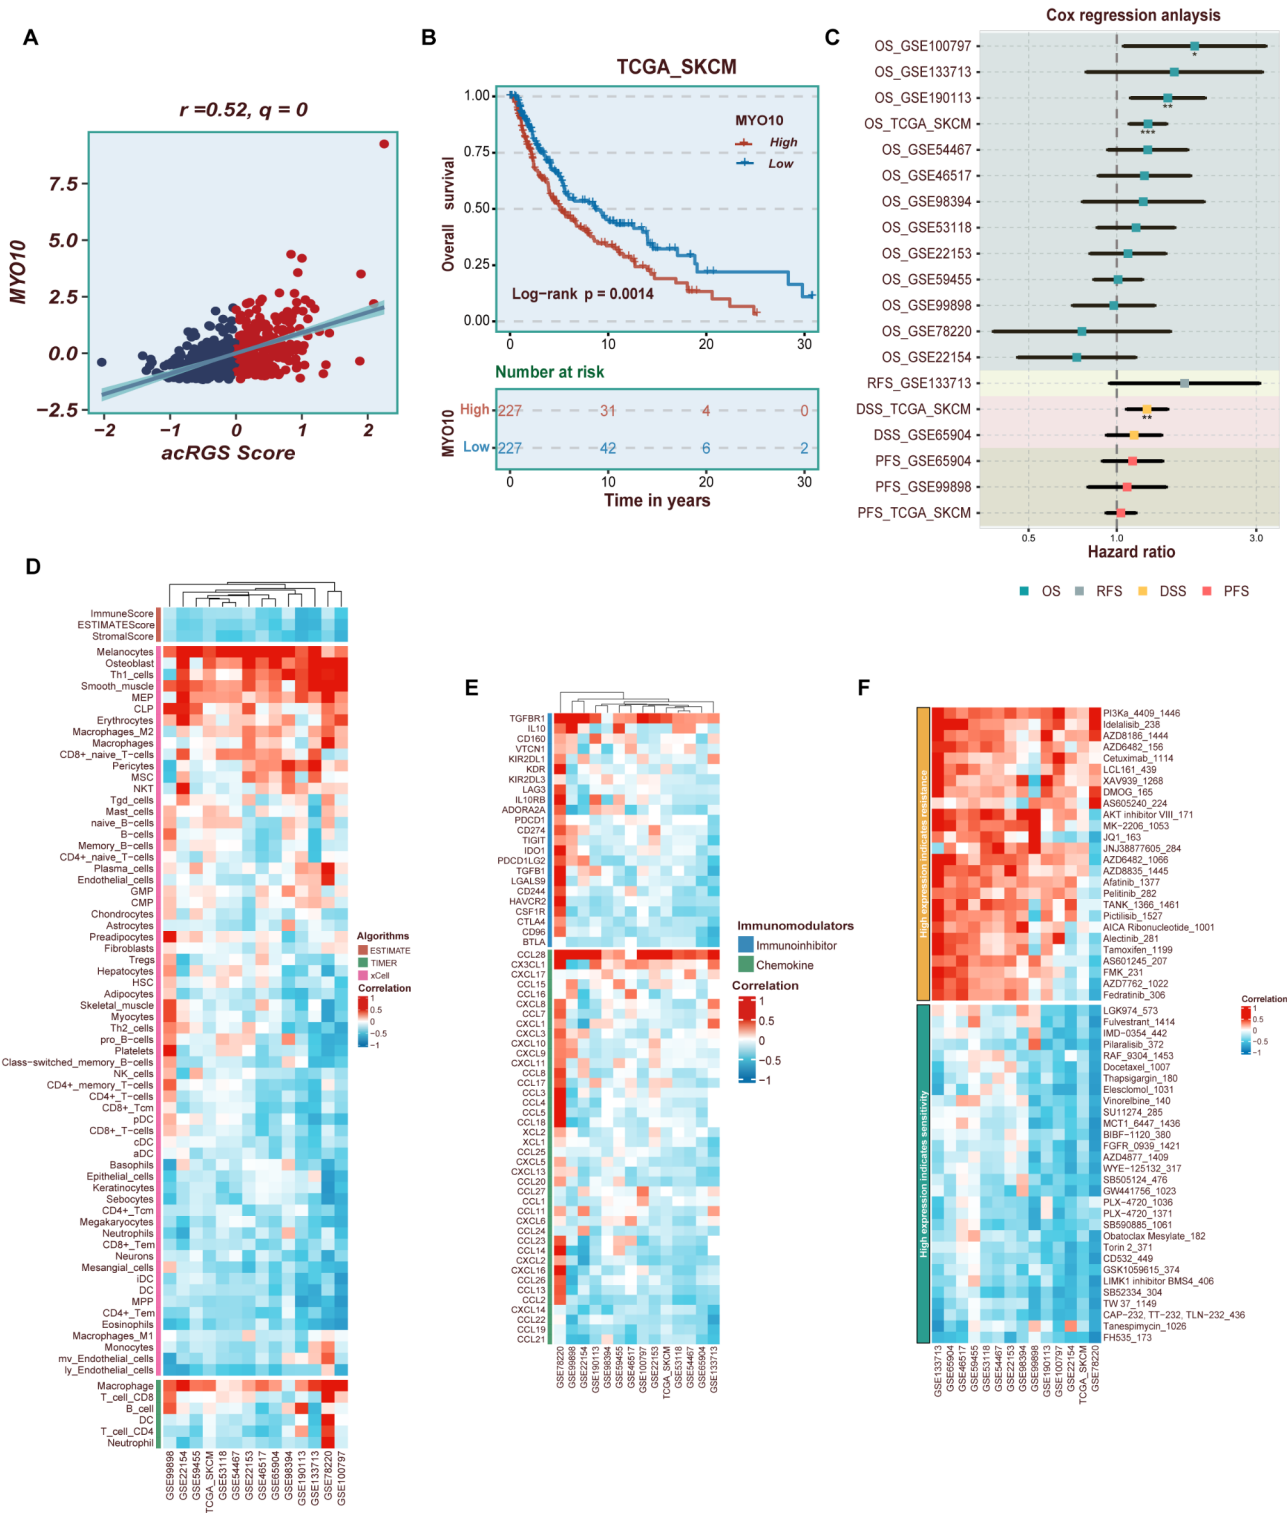 A
r =0.52, q = 0
MYO10
7.5
5.0
2.5
0.0
−2.5
−2
−1
0
1
2
acRGS Score
B
TCGA_SKCM
Overall survival
1.00
0.75
0.50
0.25
0.00
MYO10
High
Low
Log−rank p = 0.0014
0
10
20
30
Number at risk
MYO10
High 227 31 4 0
Low 227 42 6 2
0
10
20
30
Time in years
C
Cox regression anlaysis
OS_GSE100797
*
OS_GSE133713
OS_GSE190113
**
OS_TCGA_SKCM
***
OS_GSE54467
OS_GSE46517
OS_GSE98394
OS_GSE53118
OS_GSE22153
OS_GSE59455
OS_GSE99898
OS_GSE78220
OS_GSE22154
RFS_GSE133713
DSS_TCGA_SKCM
**
DSS_GSE65904
PFS_GSE65904
PFS_GSE99898
PFS_TCGA_SKCM
0.5
1.0
3.0
Hazard ratio
OS RFS DSS PFS
D
ImmuneScore
ESTIMATEScore
StromalScore
Melanocytes
Osteoblast
Th1_cells
Smooth_muscle
MEP
CLP
Erythrocytes
Macrophages_M2
Macrophages
CD8+_naive_T−cells
Pericytes
MSC
NKT
Tgd_cells
Mast_cells
naive_B−cells
B−cells
Memory_B−cells
CD4+_naive_T−cells
Plasma_cells
Endothelial_cells
GMP
CMP
Chondrocytes
Astrocytes
Preadipocytes
Fibroblasts
Tregs
Hepatocytes
HSC
Adipocytes
Skeletal_muscle
Myocytes
Th2_cells
pro_B−cells
Platelets
Class−switched_memory_B−cells
NK_cells
CD4+_memory_T−cells
CD4+_T−cells
CD8+_Tcm
pDC
CD8+_T−cells
cDC
aDC
Basophils
Epithelial_cells
Keratinocytes
Sebocytes
CD4+_Tcm
Megakaryocytes
Neutrophils
CD8+_Tem
Neurons
Mesangial_cells
iDC
DC
MPP
CD4+_Tem
Eosinophils
Macrophages_M1
Monocytes
mv_Endothelial_cells
ly_Endothelial_cells
Macrophage
T_cell_CD8
B_cell
DC
T_cell_CD4
Neutrophil
GSE99898
GSE22154
GSE59455
TCGA_SKCM
GSE53118
GSE54467
GSE22153
GSE46517
GSE65904
GSE98394
GSE190113
GSE133713
GSE78220
GSE100797
Algorithms
ESTIMATE
TIMER
xCell
Correlation
1
0.5
0
−0.5
−1
E
TGFBR1
IL10
CD160
VTCN1
KIR2DL1
KDR
KIR2DL3
LAG3
IL10RB
ADORA2A
PDCD1
CD274
TIGIT
IDO1
PDCD1LG2
TGFB1
LGALS9
CD244
HAVCR2
CSF1R
CTLA4
CD96
BTLA
CCL28
CX3CL1
CXCL17
CCL15
CCL16
CXCL8
CCL7
CXCL1
CXCL3
CXCL10
CXCL9
CXCL11
CCL8
CCL17
CCL3
CCL4
CCL5
CCL18
XCL2
XCL1
CCL25
CXCL5
CXCL13
CCL20
CCL27
CCL1
CCL11
CXCL6
CCL24
CCL23
CCL14
CXCL2
CXCL16
CCL26
CCL13
CCL2
CXCL14
CCL22
CCL19
CCL21
GSE78220
GSE99898
GSE22154
GSE190113
GSE98394
GSE59455
GSE46517
GSE100797
GSE22153
TCGA_SKCM
GSE53118
GSE54467
GSE65904
GSE133713
Immunomodulators
Immunoinhibitor
Chemokine
Correlation
1
0.5
0
−0.5
−1
F
High expression indicates resistance
PI3Ka_4409_1446
Idelalisib_238
AZD8186_1444
AZD6482_156
Cetuximab_1114
LCL161_439
XAV939_1268
DMOG_165
AS605240_224
AKT inhibitor VIII_171
MK−2206_1053
JQ1_163
JNJ38877605_284
AZD6482_1066
AZD8835_1445
Afatinib_1377
Pelitinib_282
TANK_1366_1461
Pictilisib_1527
AICA Ribonucleotide_1001
Alectinib_281
Tamoxifen_1199
AS601245_207
FMK_231
AZD7762_1022
Fedratinib_306
High expression indicates sensitivity
LGK974_573
Fulvestrant_1414
IMD−0354_442
Pilaralisib_372
RAF_9304_1453
Docetaxel_1007
Thapsigargin_180
Elesclomol_1031
Vinorelbine_140
SU11274_285
MCT1_6447_1436
BIBF−1120_380
FGFR_0939_1421
AZD4877_1409
WYE−125132_317
SB505124_476
GW441756_1023
PLX−4720_1036
PLX−4720_1371
SB590885_1061
Obatoclax Mesylate_182
Torin 2_371
CD532_449
GSK1059615_374
LIMK1 inhibitor BMS4_406
SB52334_304
TW 37_1149
CAP−232, TT−232, TLN−232_436
Tanespimycin_1026
FH535_173
GSE133713
GSE65904
GSE46517
GSE59455
GSE53118
GSE54467
GSE22153
GSE98394
GSE99898
GSE190113
GSE100797
GSE22154
TCGA_SKCM
GSE78220
Correlation
1
0.5
0
−0.5
−1